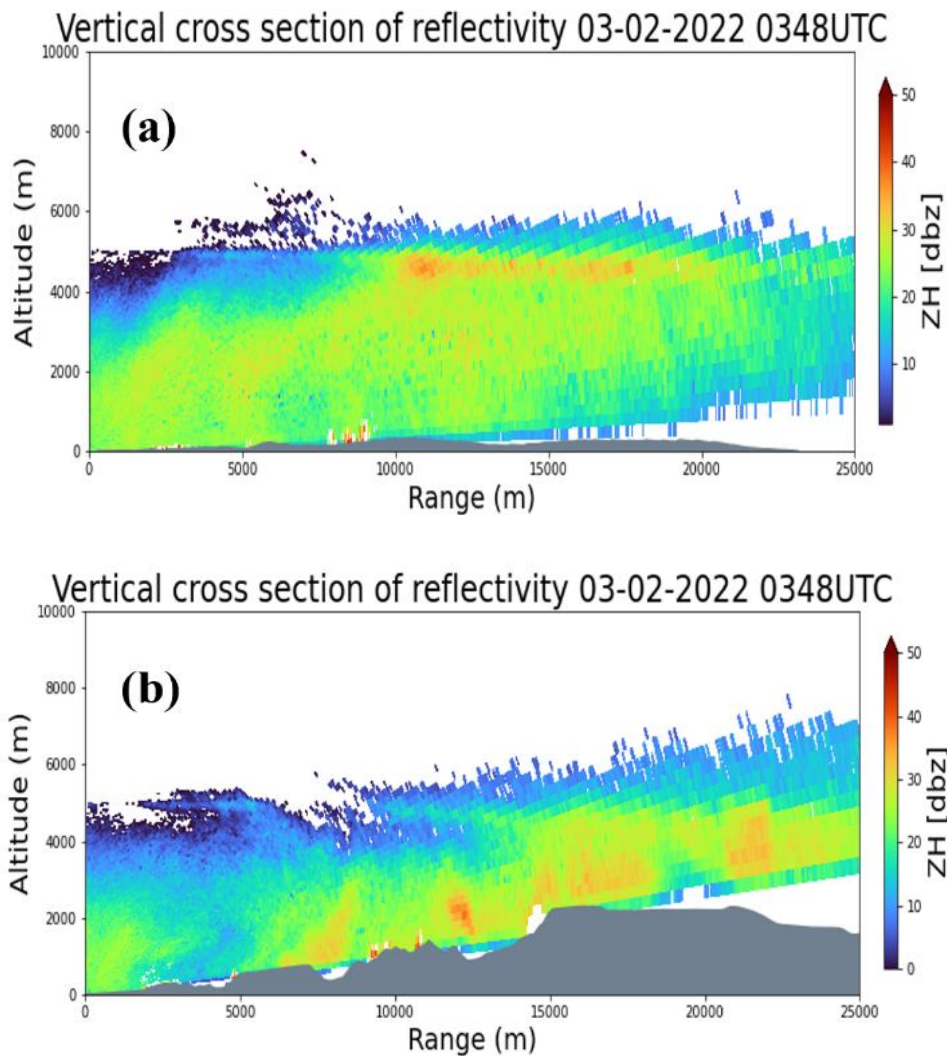 Vertical cross section of reflectivity 03-02-2022 0348UTC
(a)
10000
8000
6000
4000
2000
0
Altitude (m)
0 5000 10000 15000 20000 25000
Range (m)
50
40
30
20
10
ZH [dbz]
Vertical cross section of reflectivity 03-02-2022 0348UTC
(b)
10000
8000
6000
4000
2000
0
Altitude (m)
0 5000 10000 15000 20000 25000
Range (m)
50
40
30
20
10
0
ZH [dbz]